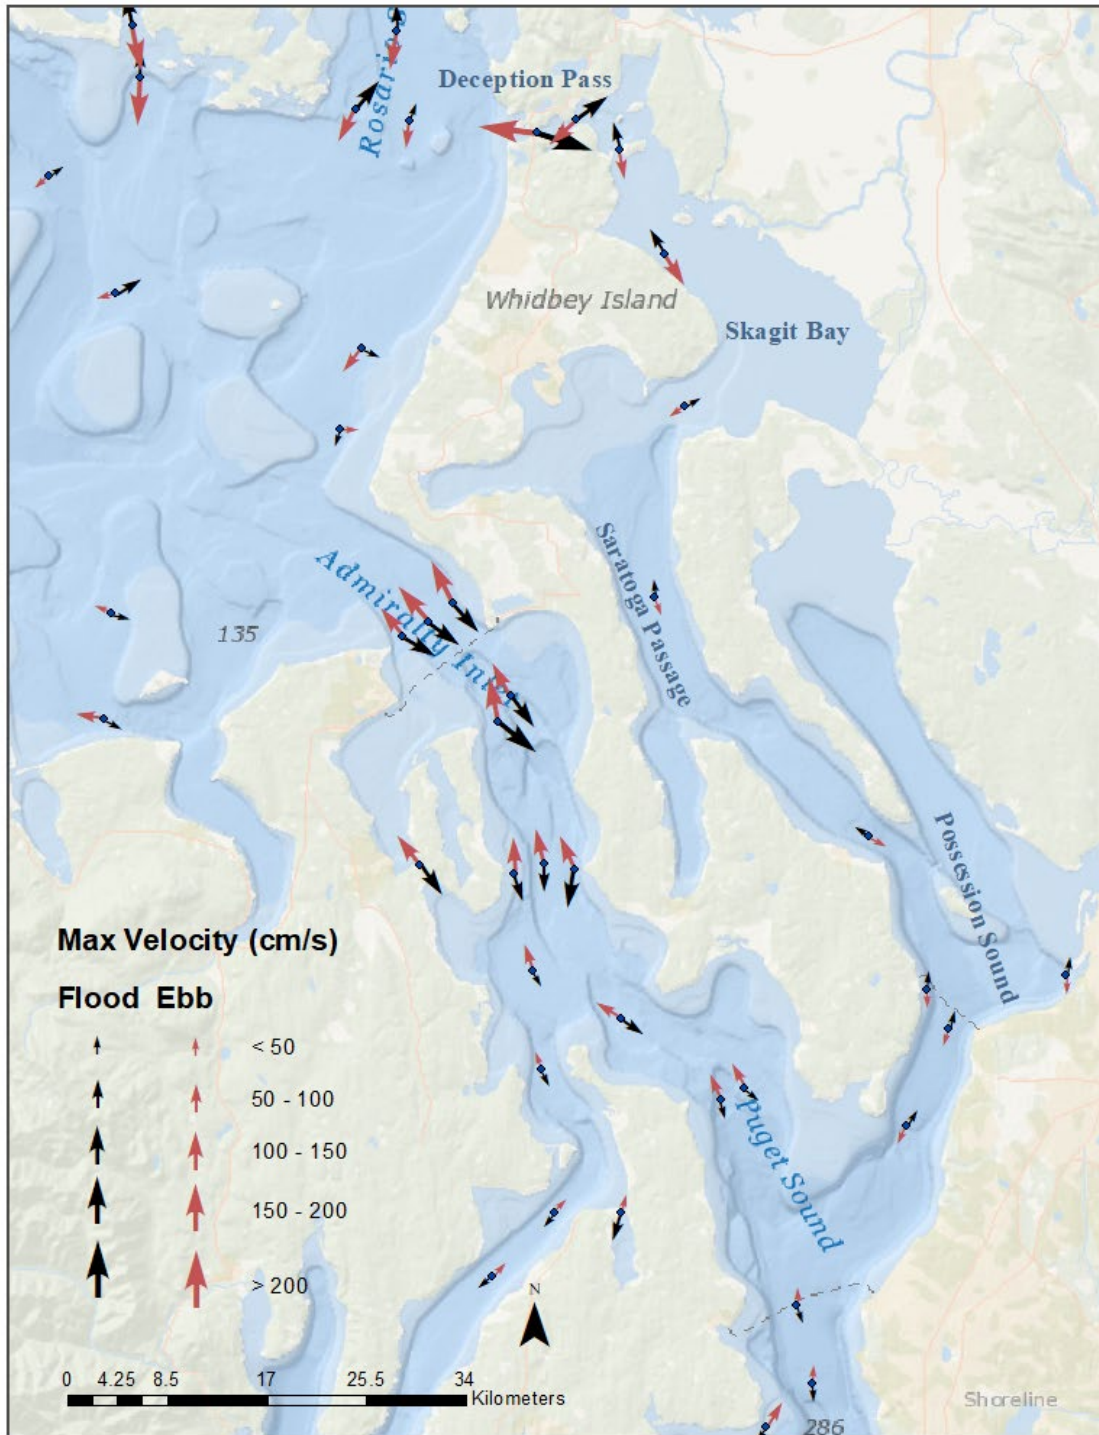 Rosario S
Deception Pass
Whidbey Island
Skagit Bay
Saratoga Passage
Admiralty Inlet
135
Possession Sound
Max Velocity (cm/s)
Flood Ebb
< 50
50 - 100
100 - 150
150 - 200
> 200
Puget Sound
N
0 4.25 8.5 17 25.5 34
Kilometers
Shoreline
286